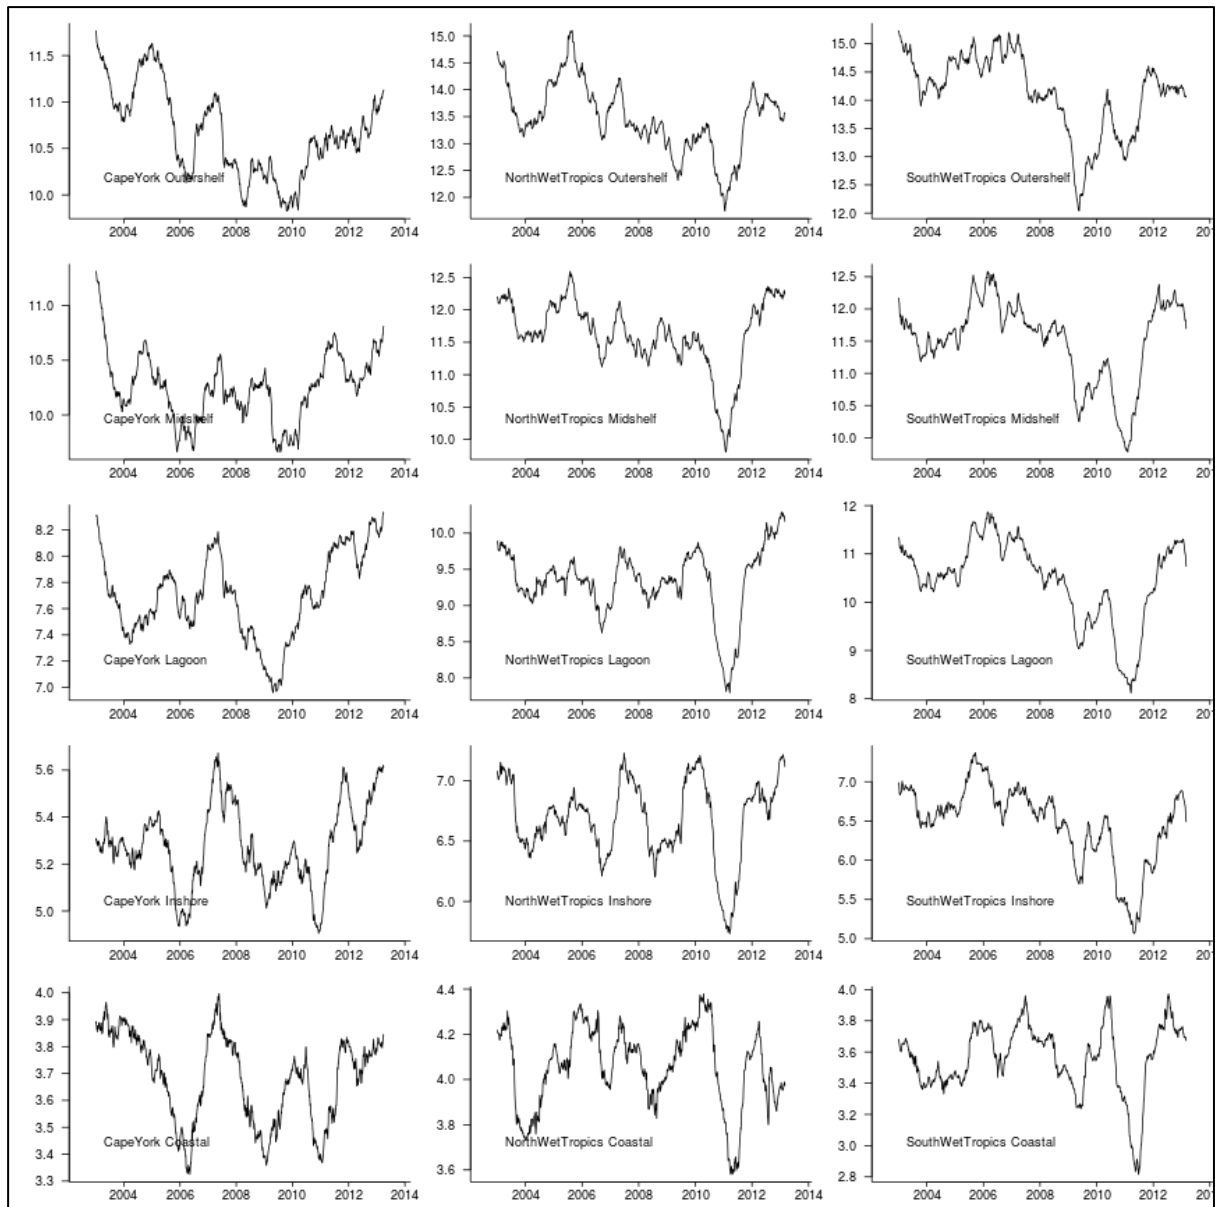 11.5
11.0
10.5
10.0
CapeYork Outershelf
2004 2006 2008 2010 2012 2014
15.0
14.5
14.0
13.5
13.0
12.5
12.0
NorthWetTropics Outershelf
2004 2006 2008 2010 2012 2014
15.0
14.5
14.0
13.5
13.0
12.5
12.0
SouthWetTropics Outershelf
2004 2006 2008 2010 2012
11.0
10.5
10.0
CapeYork Midshelf
2004 2006 2008 2010 2012 2014
12.5
12.0
11.5
11.0
10.5
10.0
NorthWetTropics Midshelf
2004 2006 2008 2010 2012 2014
12.5
12.0
11.5
11.0
10.5
10.0
SouthWetTropics Midshelf
2004 2006 2008 2010 2012
8.2
8.0
7.8
7.6
7.4
7.2
7.0
CapeYork Lagoon
2004 2006 2008 2010 2012 2014
10.0
9.5
9.0
8.5
8.0
NorthWetTropics Lagoon
2004 2006 2008 2010 2012 2014
12
11
10
9
8
SouthWetTropics Lagoon
2004 2006 2008 2010 2012
5.6
5.4
5.2
5.0
CapeYork Inshore
2004 2006 2008 2010 2012 2014
7.0
6.5
6.0
NorthWetTropics Inshore
2004 2006 2008 2010 2012 2014
7.0
6.5
6.0
5.5
5.0
SouthWetTropics Inshore
2004 2006 2008 2010 2012
4.0
3.9
3.8
3.7
3.6
3.5
3.4
3.3
CapeYork Coastal
2004 2006 2008 2010 2012 2014
4.4
4.2
4.0
3.8
3.6
NorthWetTropics Coastal
2004 2006 2008 2010 2012 2014
4.0
3.8
3.6
3.4
3.2
3.0
2.8
SouthWetTropics Coastal
2004 2006 2008 2010 2012